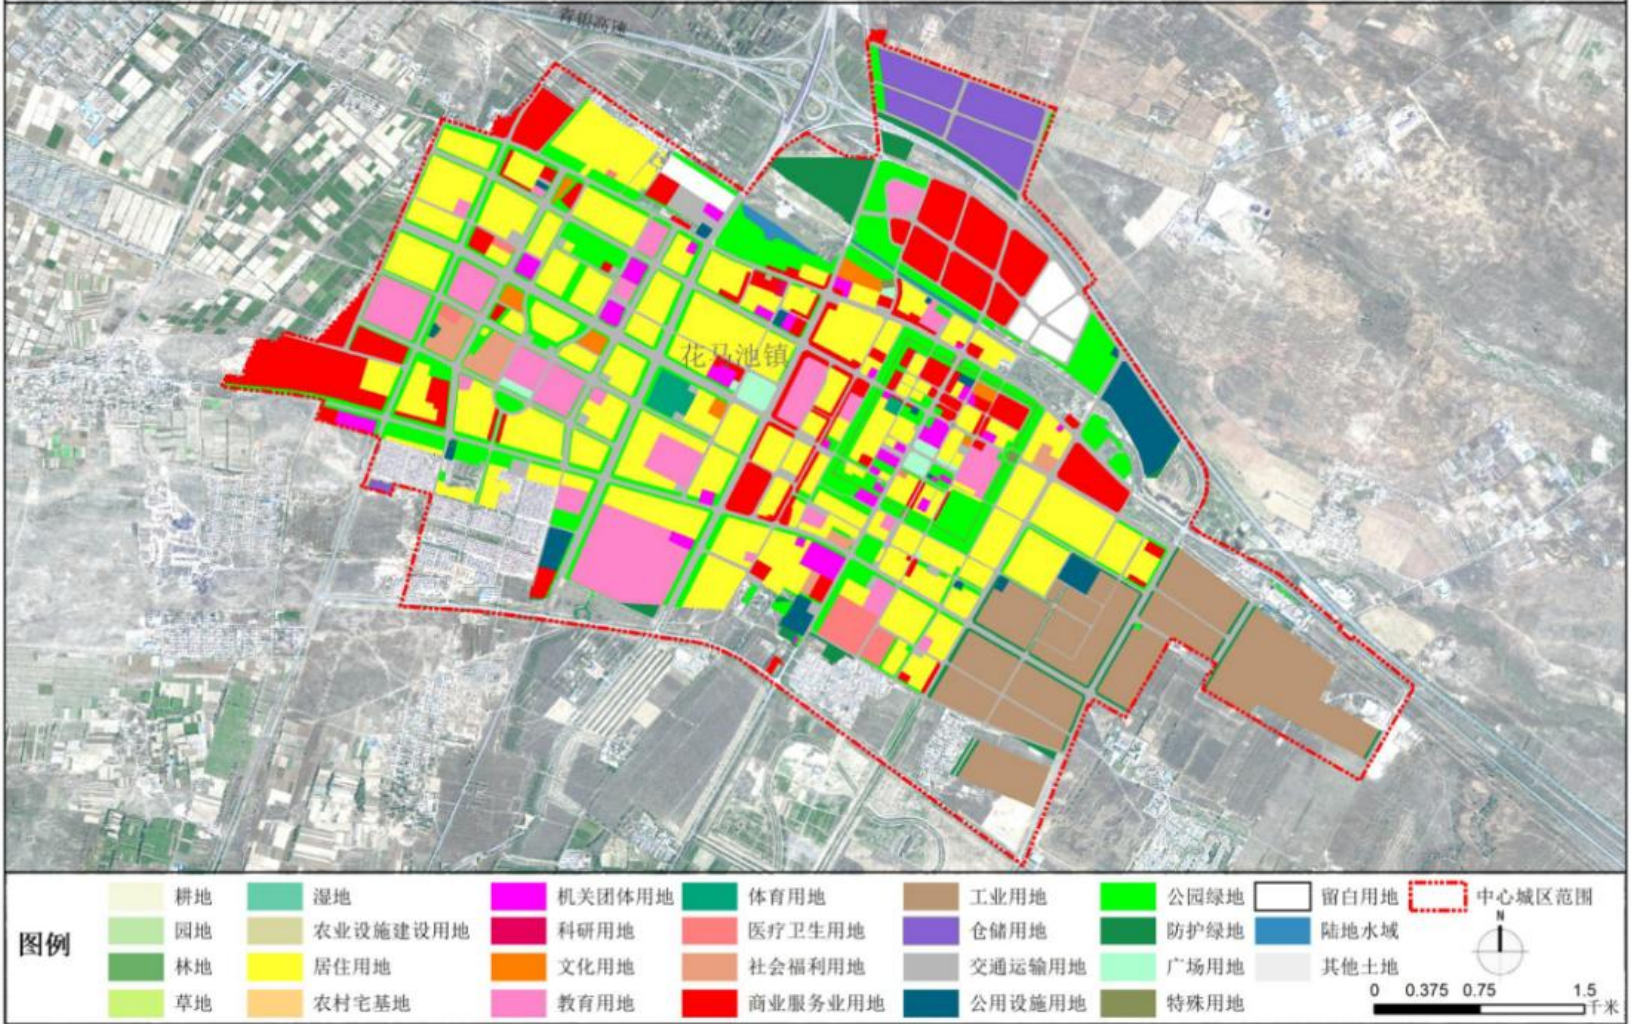 青银高速
花马池镇
图例
耕地
园地
林地
草地
湿地
农业设施建设用地
居住用地
农村宅基地
机关团体用地
科研用地
文化用地
教育用地
体育用地
医疗卫生用地
社会福利用地
商业服务业用地
工业用地
仓储用地
交通运输用地
公用设施用地
公园绿地
防护绿地
广场用地
特殊用地
留白用地
陆地水域
其他土地
中心城区范围
N
0 0.375 0.75 1.5
千米